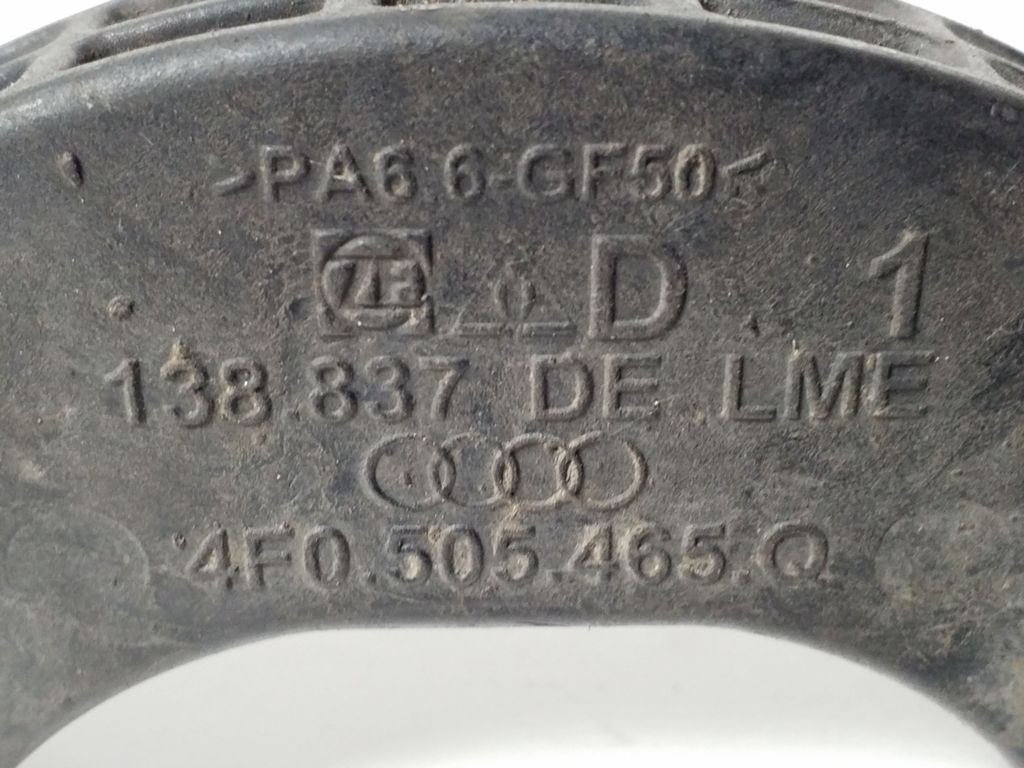 >PA6.6-GF50<
ZF D 1
138.837 DE LME
4F0.505.465.Q